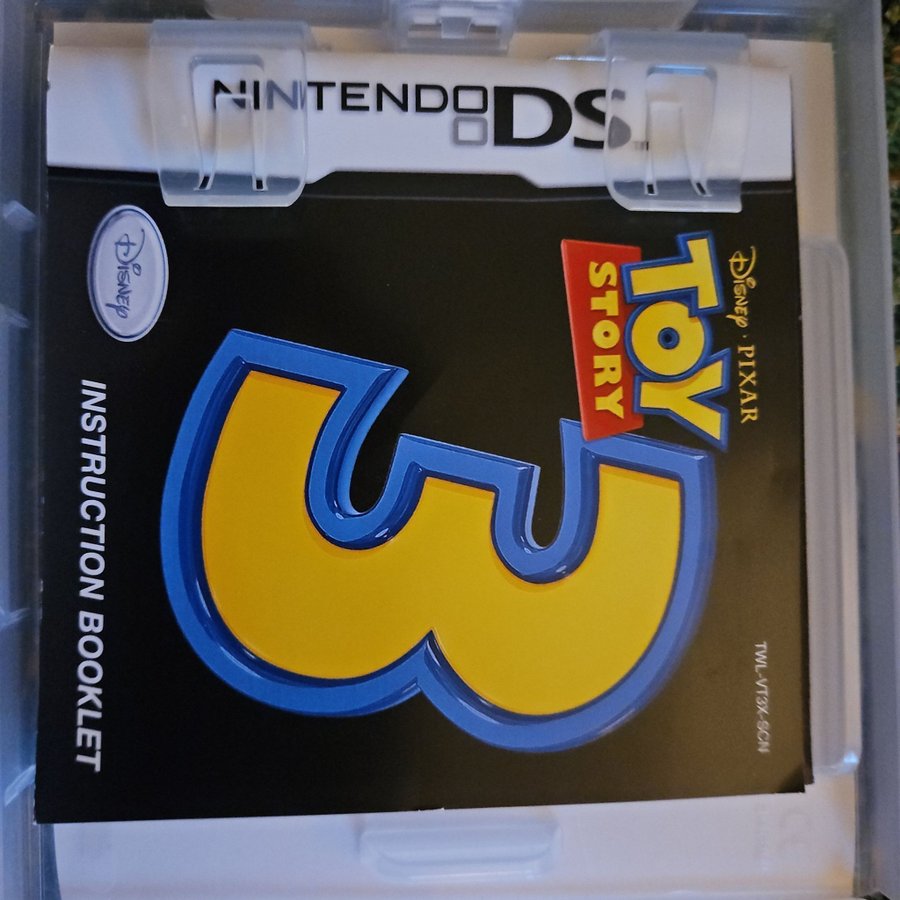 NINTENDO DS
Disney · PIXAR
TOY
STORY
3
TWL-VT3X-SCN
Disney
INSTRUCTION BOOKLET